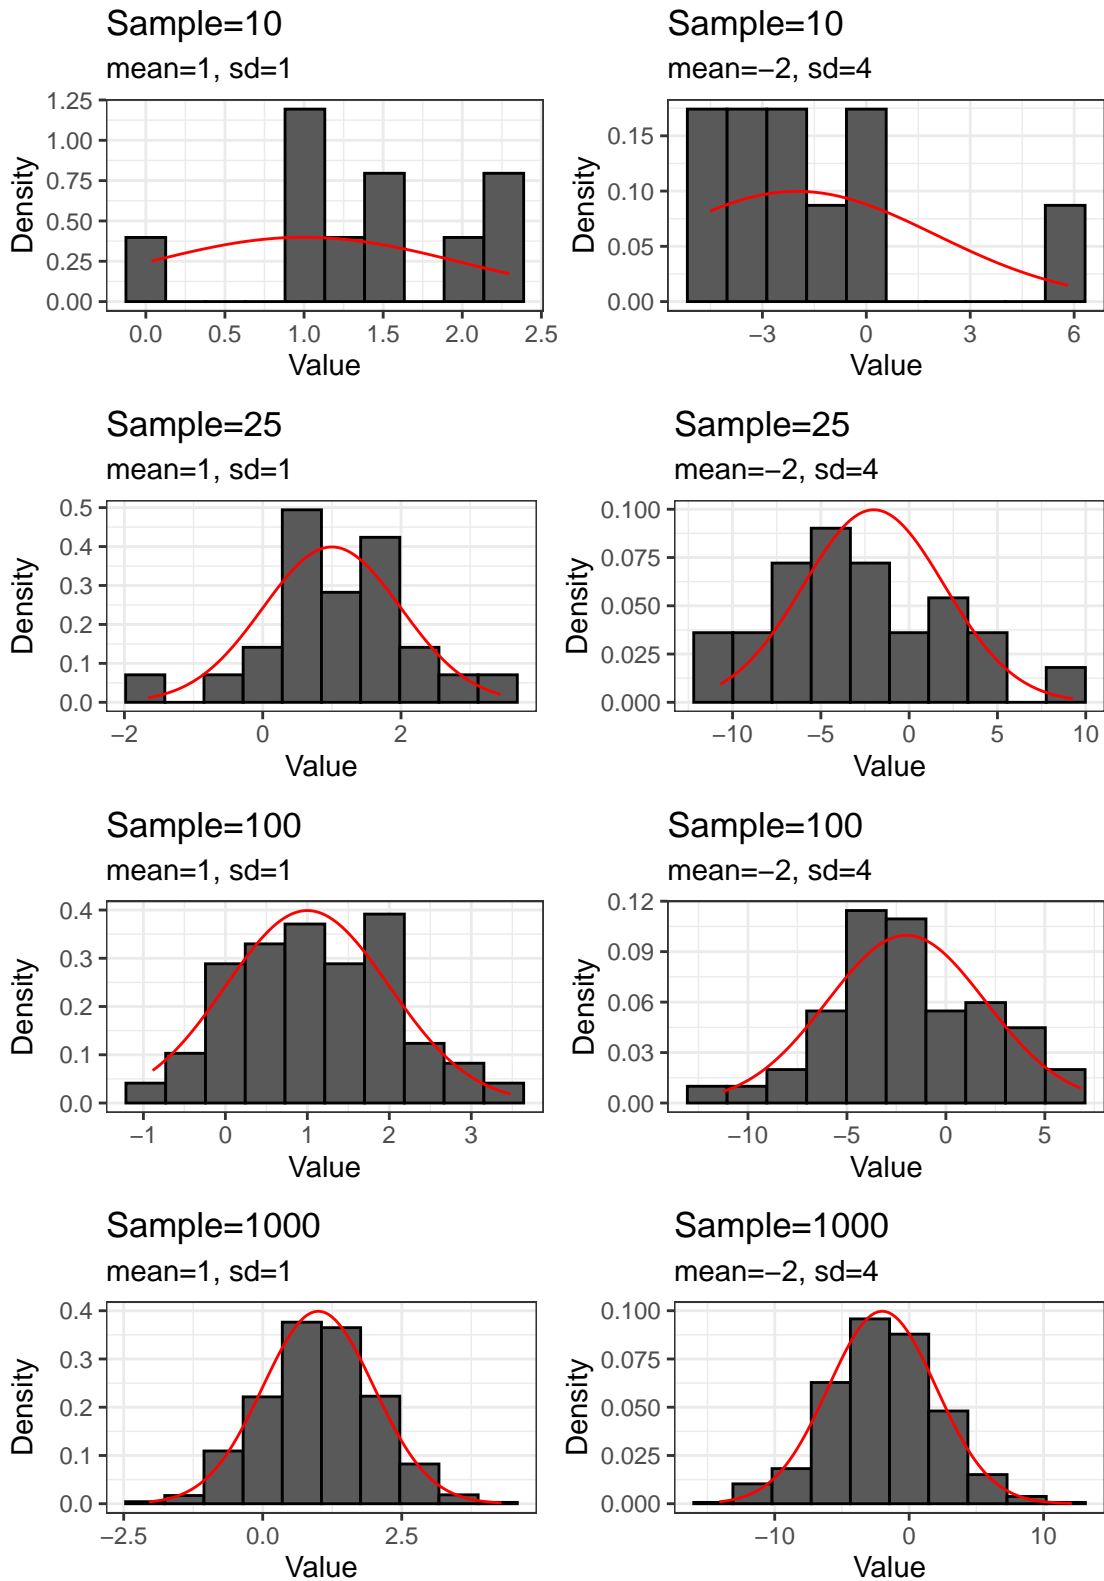 Sample=10
mean=1, sd=1
Density
1.25
1.00
0.75
0.50
0.25
0.00
0.0 0.5 1.0 1.5 2.0 2.5
Value
Sample=10
mean=−2, sd=4
Density
0.15
0.10
0.05
0.00
−3 0 3 6
Value
Sample=25
mean=1, sd=1
Density
0.5
0.4
0.3
0.2
0.1
0.0
−2 0 2
Value
Sample=25
mean=−2, sd=4
Density
0.100
0.075
0.050
0.025
0.000
−10 −5 0 5 10
Value
Sample=100
mean=1, sd=1
Density
0.4
0.3
0.2
0.1
0.0
−1 0 1 2 3
Value
Sample=100
mean=−2, sd=4
Density
0.12
0.09
0.06
0.03
0.00
−10 −5 0 5
Value
Sample=1000
mean=1, sd=1
Density
0.4
0.3
0.2
0.1
0.0
−2.5 0.0 2.5
Value
Sample=1000
mean=−2, sd=4
Density
0.100
0.075
0.050
0.025
0.000
−10 0 10
Value